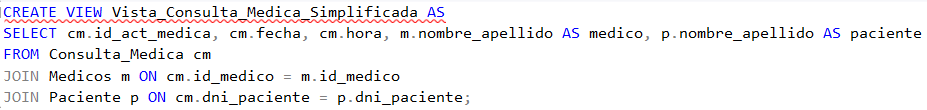 CREATE VIEW Vista_Consulta_Medica_Simplificada AS
SELECT cm.id_act_medica, cm.fecha, cm.hora, m.nombre_apellido AS medico, p.nombre_apellido AS paciente
FROM Consulta_Medica cm
JOIN Medicos m ON cm.id_medico = m.id_medico
JOIN Paciente p ON cm.dni_paciente = p.dni_paciente;